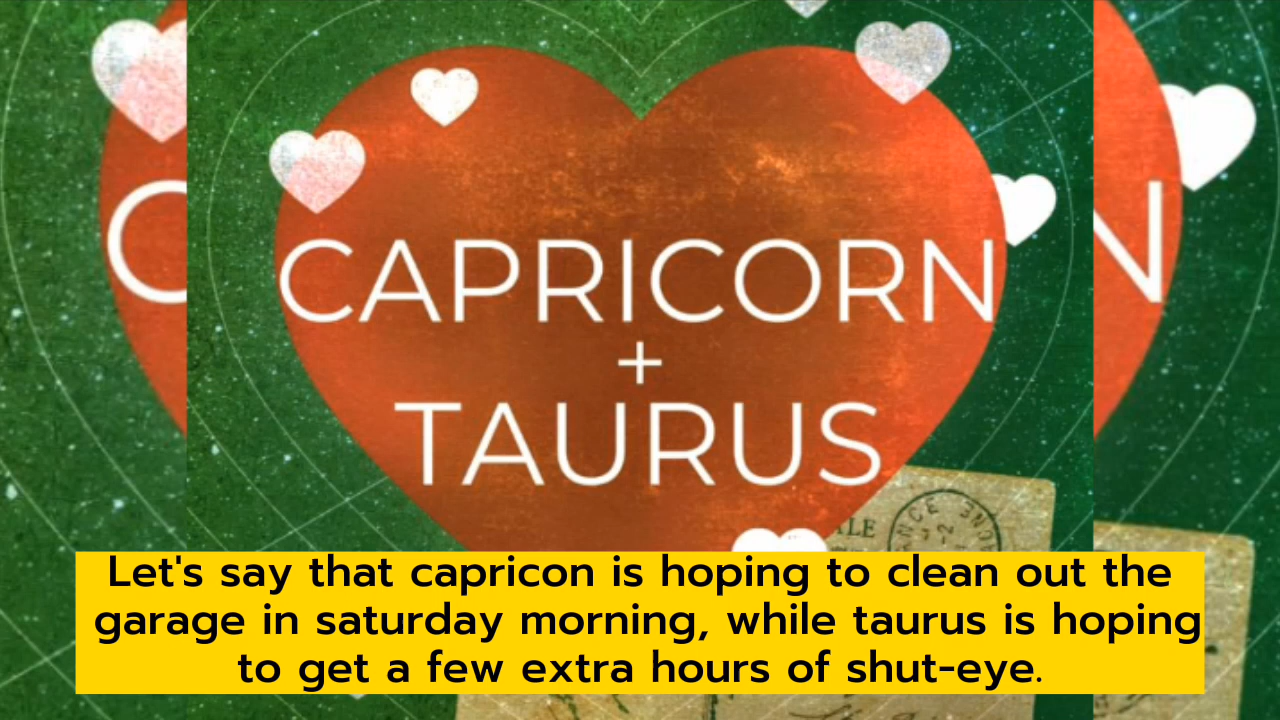 CAPRICORN
+
TAURUS
Let's say that capricon is hoping to clean out the
garage in saturday morning, while taurus is hoping
to get a few extra hours of shut-eye.